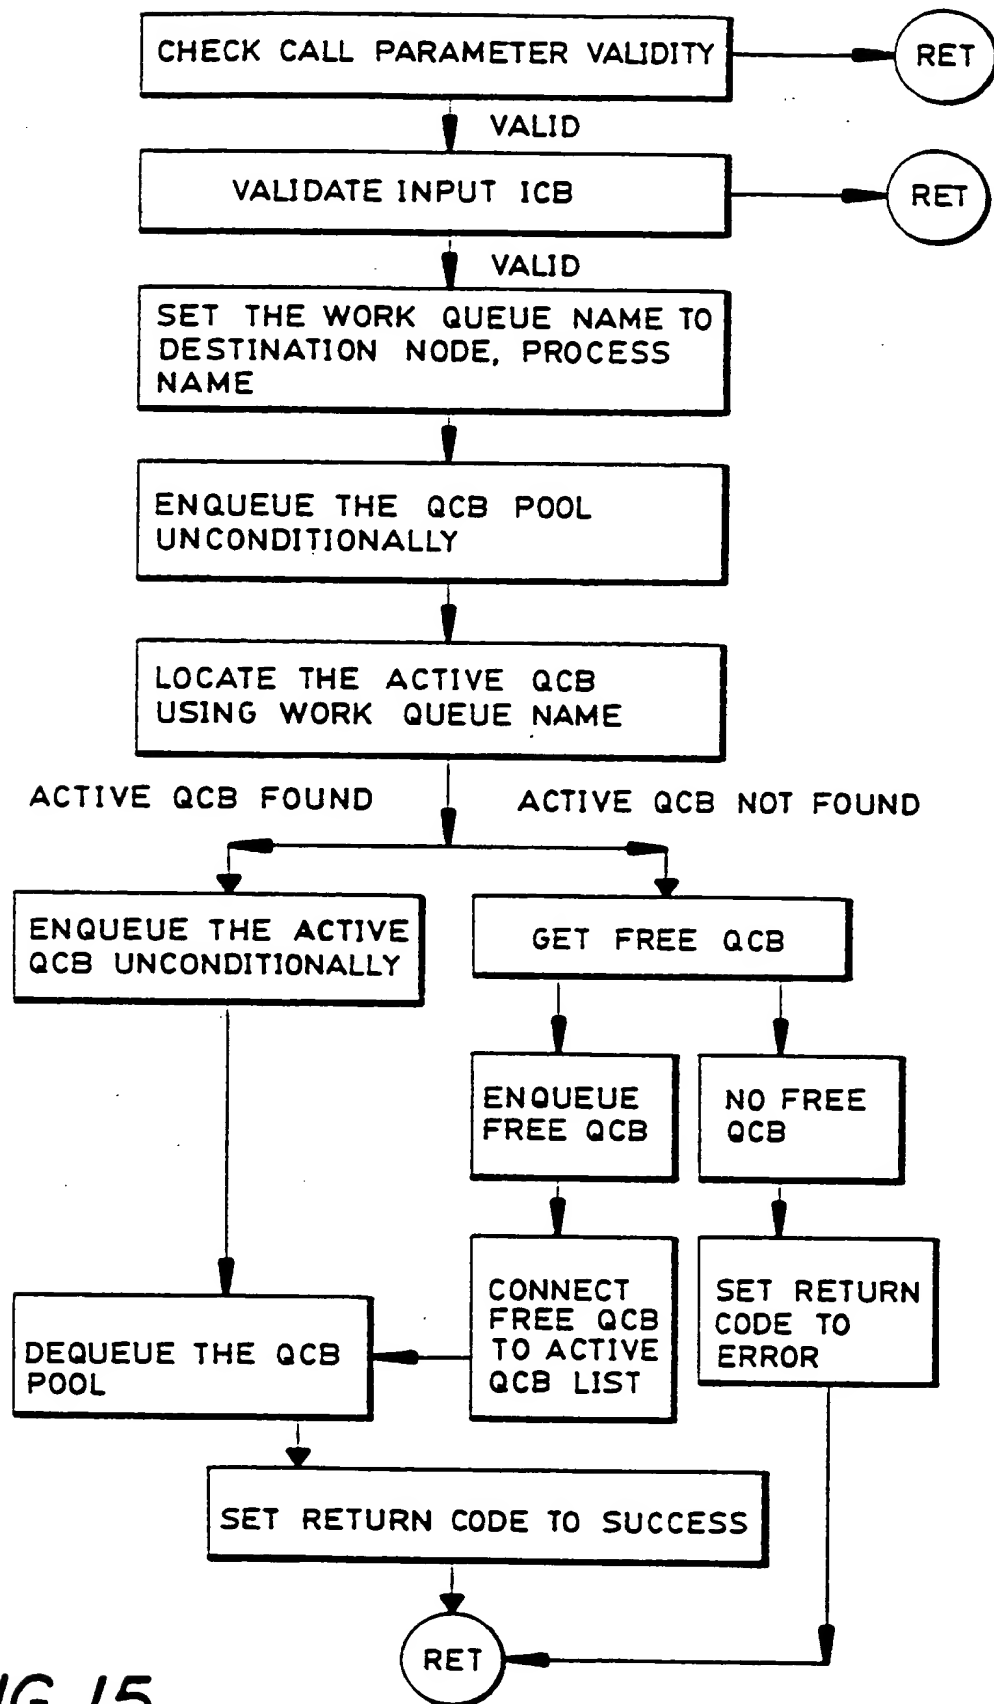 CHECK CALL PARAMETER VALIDITY
RET
VALID
VALIDATE INPUT ICB
RET
VALID
SET THE WORK QUEUE NAME TO
DESTINATION NODE, PROCESS
NAME
ENQUEUE THE QCB POOL
UNCONDITIONALLY
LOCATE THE ACTIVE QCB
USING WORK QUEUE NAME
ACTIVE QCB FOUND
ACTIVE QCB NOT FOUND
ENQUEUE THE ACTIVE
QCB UNCONDITIONALLY
GET FREE QCB
ENQUEUE
FREE QCB
NO FREE
QCB
CONNECT
FREE QCB
TO ACTIVE
QCB LIST
SET RETURN
CODE TO
ERROR
DEQUEUE THE QCB
POOL
SET RETURN CODE TO SUCCESS
RET
IG. 15